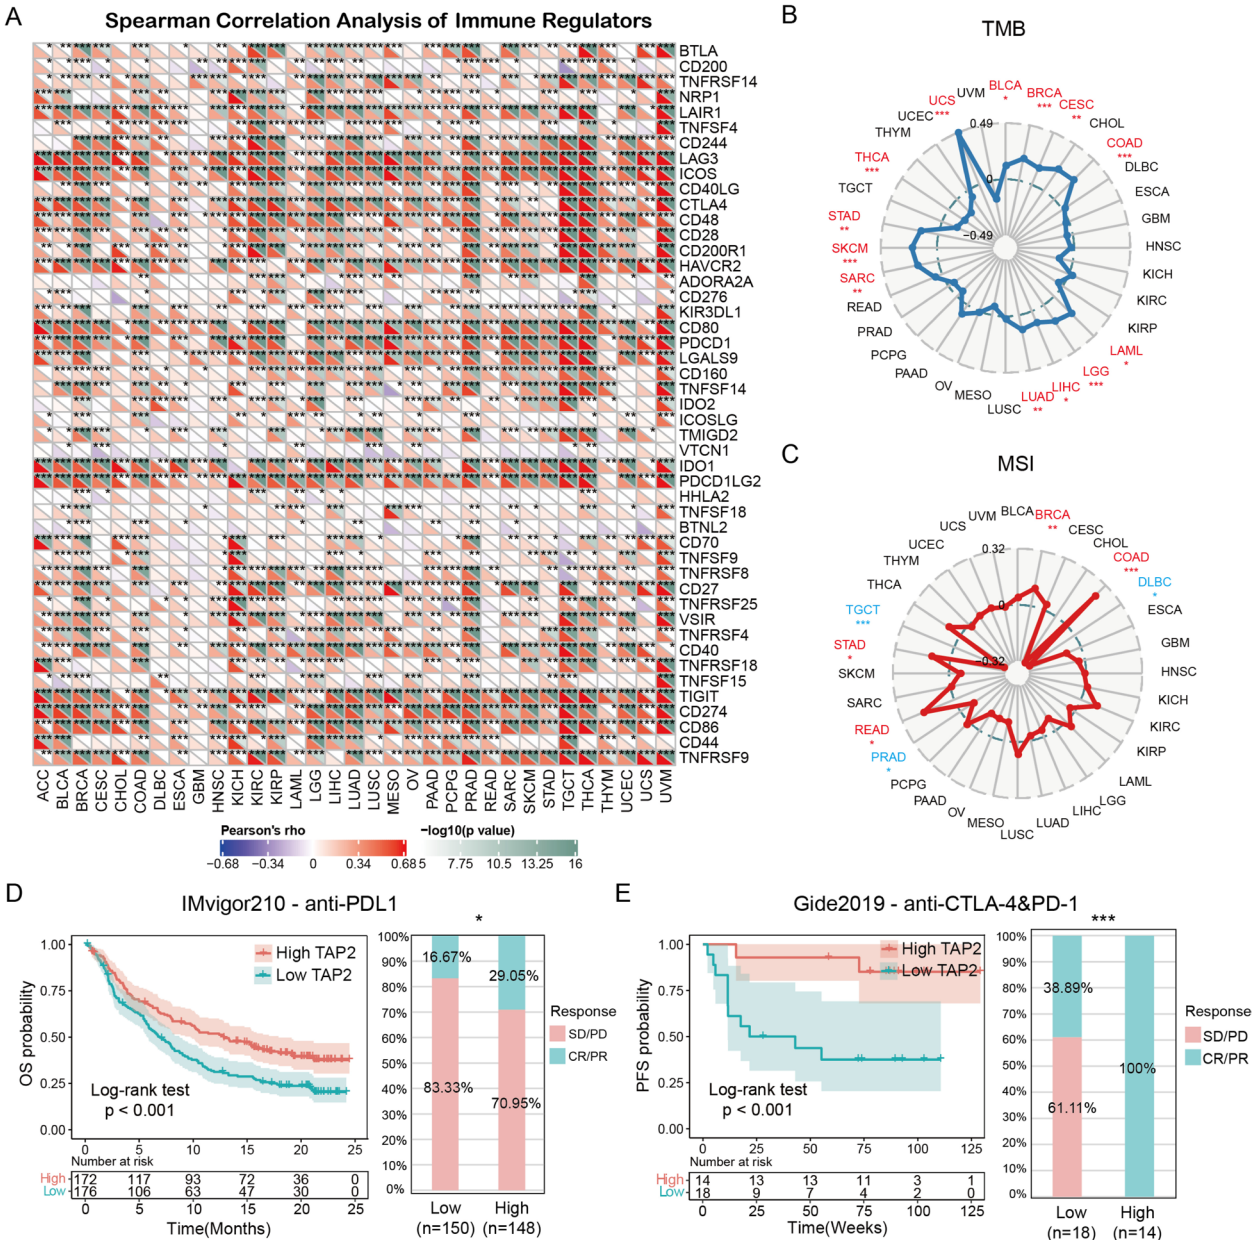 A
Spearman Correlation Analysis of Immune Regulators
BTLA
CD200
TNFRSF14
NRP1
LAIR1
TNFSF4
CD244
LAG3
ICOS
CD40LG
CTLA4
CD48
CD28
CD200R1
HAVCR2
ADORA2A
CD276
KIR3DL1
CD80
PDCD1
LGALS9
CD160
TNFSF14
IDO2
ICOSLG
TMIGD2
VTCN1
IDO1
PDCD1LG2
HHLA2
TNFSF18
BTNL2
CD70
TNFSF9
TNFRSF8
CD27
TNFRSF25
VSIR
TNFRSF4
CD40
TNFRSF18
TNFSF15
TIGIT
CD274
CD86
CD44
TNFRSF9
ACC BLCA BRCA CESC CHOL COAD DLBC ESCA GBM HNSC KICH KIRC KIRP LAML LGG LIHC LUAD LUSC MESO OV PAAD PCPG PRAD READ SARC SKCM STAD TGCT THCA THYM UCEC UCS UVM
Pearson's rho
−0.68 −0.34 0 0.34 0.68
−log10(p value)
5 7.75 10.5 13.25 16
B
TMB
BLCA
*
BRCA
***
CESC
**
CHOL
COAD
***
DLBC
ESCA
GBM
HNSC
KICH
KIRC
KIRP
LAML
*
LGG
***
LIHC
*
LUAD
**
LUSC
MESO
OV
PAAD
PCPG
PRAD
READ
SARC
**
SKCM
***
STAD
**
TGCT
THCA
***
THYM
UCEC
UCS
***
UVM
0.49
0
−0.49
C
MSI
BLCA
BRCA
**
CESC
CHOL
COAD
***
DLBC
*
ESCA
GBM
HNSC
KICH
KIRC
KIRP
LAML
LGG
LIHC
LUAD
LUSC
MESO
OV
PAAD
PCPG
PRAD
*
READ
*
SARC
SKCM
STAD
*
TGCT
***
THCA
THYM
UCEC
UCS
UVM
0.32
0
−0.32
D
IMvigor210 - anti-PDL1
OS probability
1.00
0.75
0.50
0.25
0.00
High TAP2
Low TAP2
Log-rank test
p < 0.001
0 5 10 15 20 25
Number at risk
High 172 117 93 72 36 0
Low 176 106 63 47 30 0
0 5 10 15 20 25
Time(Months)
*
100%
90%
80%
70%
60%
50%
40%
30%
20%
10%
0%
16.67%
29.05%
83.33%
70.95%
Low
(n=150)
High
(n=148)
Response
SD/PD
CR/PR
E
Gide2019 - anti-CTLA-4&PD-1
PFS probability
1.00
0.75
0.50
0.25
0.00
High TAP2
Low TAP2
Log-rank test
p < 0.001
0 25 50 75 100 125
Number at risk
High 14 13 13 11 3 1
Low 18 9 7 4 2 0
0 25 50 75 100 125
Time(Weeks)
***
100%
90%
80%
70%
60%
50%
40%
30%
20%
10%
0%
38.89%
61.11%
100%
Low
(n=18)
High
(n=14)
Response
SD/PD
CR/PR